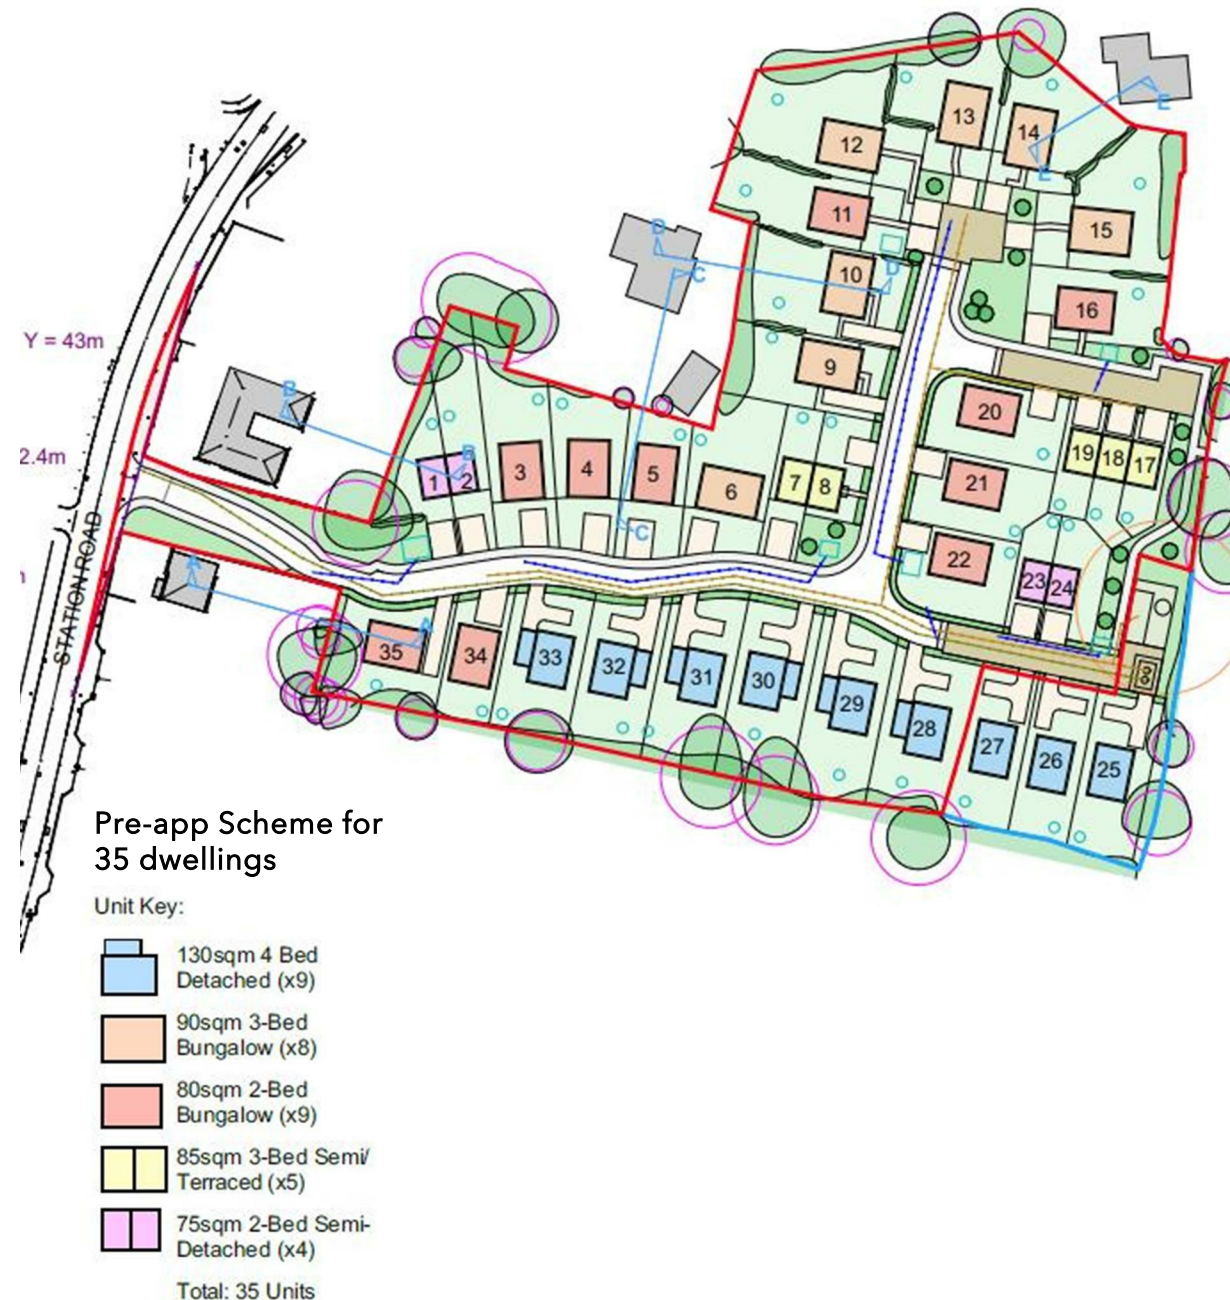 13
14
12
E
E
11
15
B
D
C
10
D
16
Y = 43m
9
B
20
2.4m
B
19 18 17
1 2 3 4 5 6 7 8
21
C
22
23 24
A
STATION ROAD
A
35 34 33 32 31 30 29 28
27 26 25
Pre-app Scheme for
35 dwellings
Unit Key:
130sqm 4 Bed
Detached (x9)
90sqm 3-Bed
Bungalow (x8)
80sqm 2-Bed
Bungalow (x9)
85sqm 3-Bed Semi/
Terraced (x5)
75sqm 2-Bed Semi-
Detached (x4)
Total: 35 Units